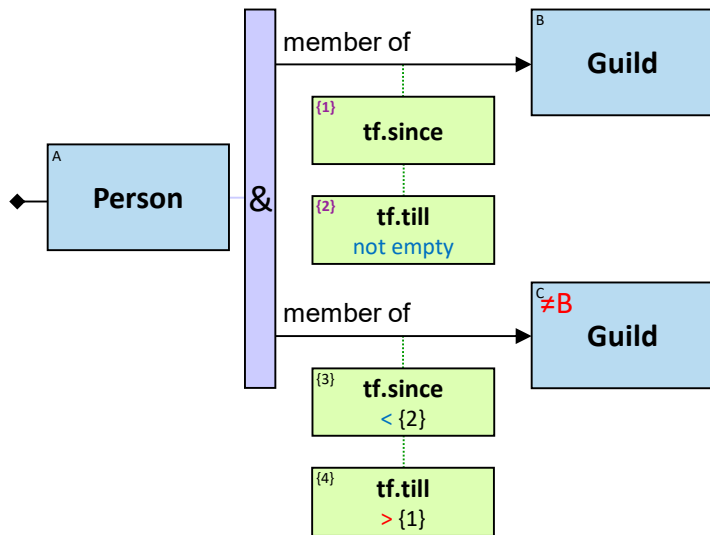 member of
B
Guild
{1}
tf.since
A
Person
&
{2}
tf.till
not empty
member of
C
≠B
Guild
{3}
tf.since
< {2}
{4}
tf.till
> {1}